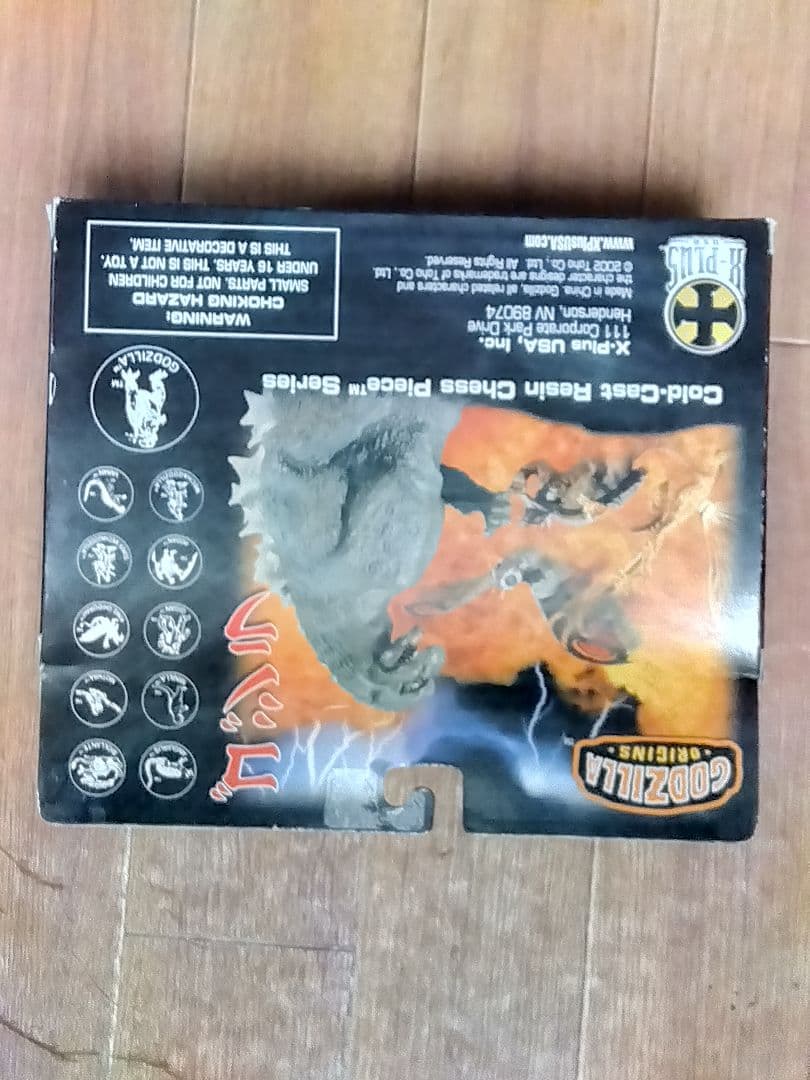 GODZILLA
• ORIGINS •
ゴジラ
Cold-Cast Resin Chess Piece™ Series
GODZILLA™
X-Plus USA, Inc.
111 Corporate Park Drive
Henderson, NV 89074
Made in China. Godzilla, all related characters and
the character designs are trademarks of Toho Co., Ltd.
© 2002 Toho Co., Ltd. All Rights Reserved.
www.XPlusUSA.com
X-PLUS
USA
WARNING:
CHOKING HAZARD
SMALL PARTS. NOT FOR CHILDREN
UNDER 16 YEARS. THIS IS NOT A TOY.
THIS IS A DECORATIVE ITEM.